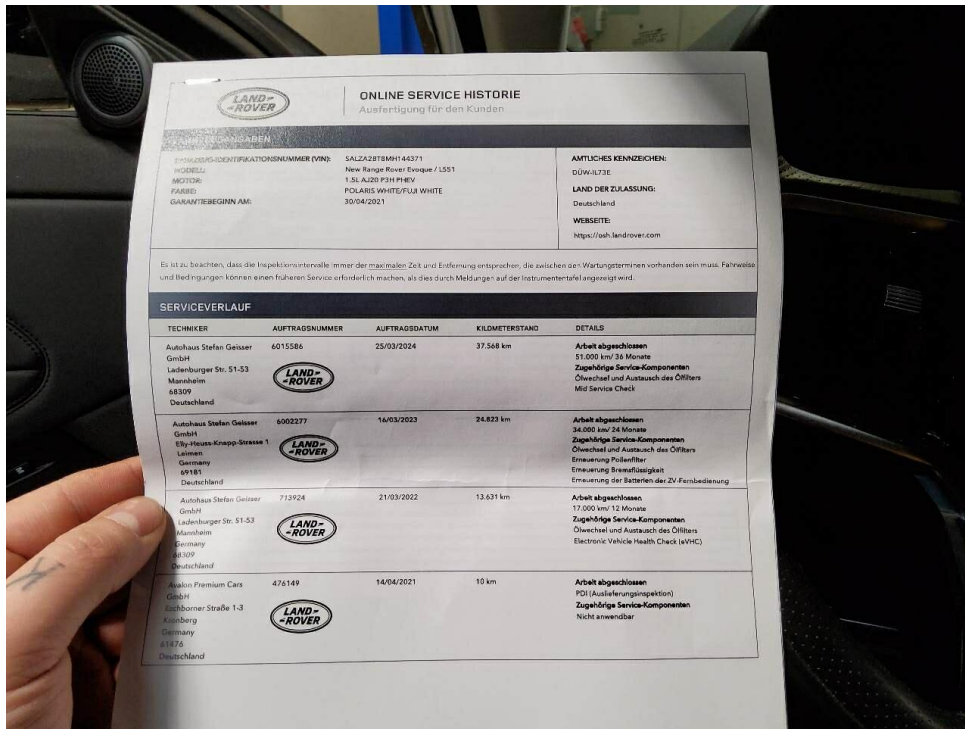 LAND-
-ROVER
ONLINE SERVICE HISTORIE
Ausfertigung für den Kunden
FAHRZEUG-IDENTIFIKATIONSNUMMER (VIN): SALZA2BT8MH144371
MODELL: New Range Rover Evoque / L551
MOTOR: 1.5L AJ20 P3H PHEV
FARBE: POLARIS WHITE/FUJI WHITE
GARANTIEBEGINN AM: 30/04/2021
AMTLICHES KENNZEICHEN:
DÜW-IL73E
LAND DER ZULASSUNG:
Deutschland
WEBSEITE:
https://osh.landrover.com
Es ist zu beachten, dass die Inspektionsintervalle immer der maximalen Zeit und Entfernung entsprechen, die zwischen den Wartungsterminen vorhanden sein muss. Fahrweise
und Bedingungen können einen früheren Service erforderlich machen, als dies durch Meldungen auf der Instrumententafel angezeigt wird.
SERVICEVERLAUF
TECHNIKER AUFTRAGSNUMMER AUFTRAGSDATUM KILOMETERSTAND DETAILS
Autohaus Stefan Geisser 6015586 25/03/2024 37.568 km Arbeit abgeschlossen
GmbH 51.000 km/ 36 Monate
Ladenburger Str. 51-53 LAND- Zugehörige Service-Komponenten
Mannheim -ROVER Ölwechsel und Austausch des Ölfilters
68309 Mid Service Check
Deutschland
Autohaus Stefan Geisser 6002277 16/03/2023 24.823 km Arbeit abgeschlossen
GmbH 34.000 km/ 24 Monate
Elly-Heuss-Knapp-Strasse 1 LAND- Zugehörige Service-Komponenten
Leimen -ROVER Ölwechsel und Austausch des Ölfilters
Germany Erneuerung Pollenfilter
69181 Erneuerung Bremsflüssigkeit
Deutschland Erneuerung der Batterien der ZV-Fernbedienung
Autohaus Stefan Geisser 713924 21/03/2022 13.631 km Arbeit abgeschlossen
GmbH 17.000 km/ 12 Monate
Ladenburger Str. 51-53 LAND- Zugehörige Service-Komponenten
Mannheim -ROVER Ölwechsel und Austausch des Ölfilters
Germany Electronic Vehicle Health Check (eVHC)
68309
Deutschland
Avalon Premium Cars 476149 14/04/2021 10 km Arbeit abgeschlossen
GmbH PDI (Auslieferungsinspektion)
Eschborner Straße 1-3 LAND- Zugehörige Service-Komponenten
Kronberg -ROVER Nicht anwendbar
Germany
61476
Deutschland